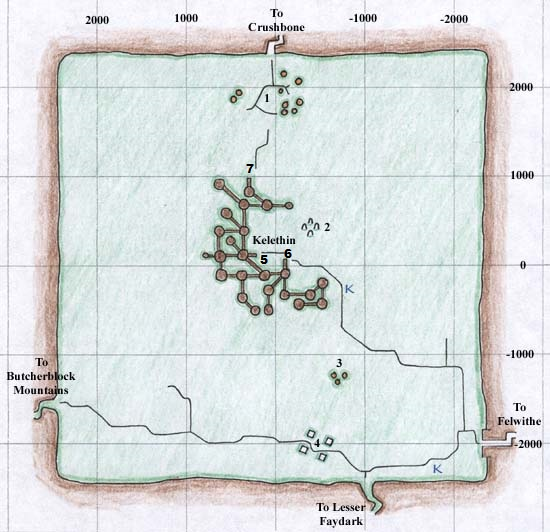 To
Crushbone
2000
1000
-1000
-2000
2000
1
1000
7
2
Kelethin
5
6
0
K
-1000
3
To
Butcherblock
Mountains
To
Felwithe
-2000
4
K
To Lesser
Faydark